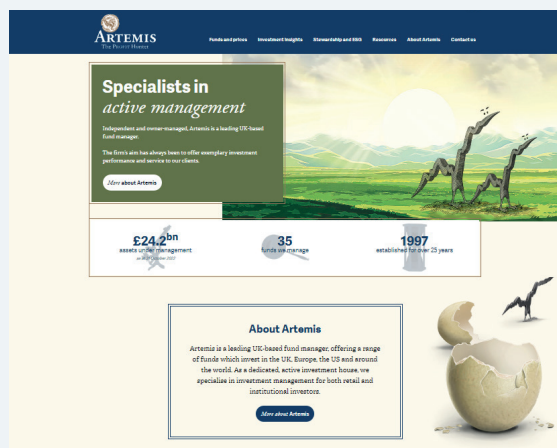 ARTEMIS
The PROFIT Hunter
Funds and prices Investment Insights Stewardship and ESG Resources About Artemis Contact us
Specialists in
active management
Independent and owner-managed, Artemis is a leading UK-based
fund manager.
The firm's aim has always been to offer exemplary investment
performance and service to our clients.
More about Artemis
£24.2bn
assets under management
as at 31 October 2022
35
funds we manage
1997
established for over 25 years
About Artemis
Artemis is a leading UK-based fund manager, offering a range
of funds which invest in the UK, Europe, the US and around
the world. As a dedicated, active investment house, we
specialise in investment management for both retail and
institutional investors.
More about Artemis